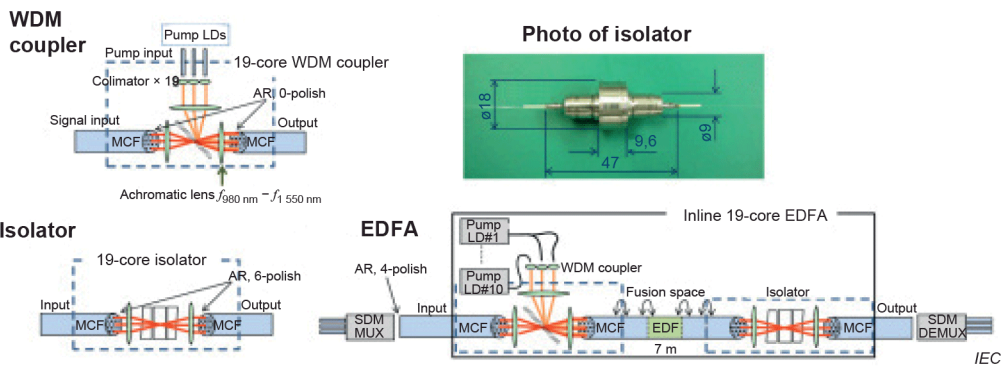 WDM
coupler
Pump LDs
Pump input
19-core WDM coupler
Colimator × 19
AR, 0-polish
Signal input
Output
MCF
MCF
Achromatic lens f980 nm – f1 550 nm
Photo of isolator
ø18
ø9
9,6
47
Isolator
19-core isolator
AR, 6-polish
Input
Output
MCF
MCF
EDFA
Inline 19-core EDFA
Pump
LD#1
Pump
LD#10
WDM coupler
AR, 4-polish
Fusion space
Isolator
Input
Output
SDM
MUX
MCF
MCF
EDF
MCF
SDM
DEMUX
7 m
IEC